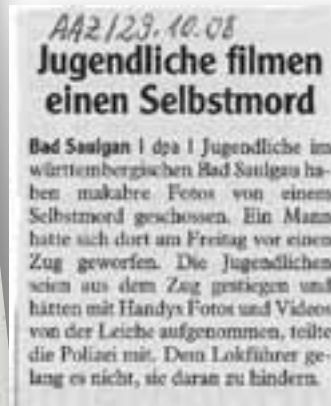 AAZ/29.10.08
Jugendliche filmen
einen Selbstmord
Bad Saulgau | dpa | Jugendliche im
württembergischen Bad Saulgau ha-
ben makabre Fotos von einem
Selbstmord geschossen. Ein Mann
hatte sich dort am Freitag vor einen
Zug geworfen. Die Jugendlichen
seien aus dem Zug gestiegen und
hätten mit Handys Fotos und Videos
von der Leiche aufgenommen, teilte
die Polizei mit. Dem Lokführer ge-
lang es nicht, sie daran zu hindern.